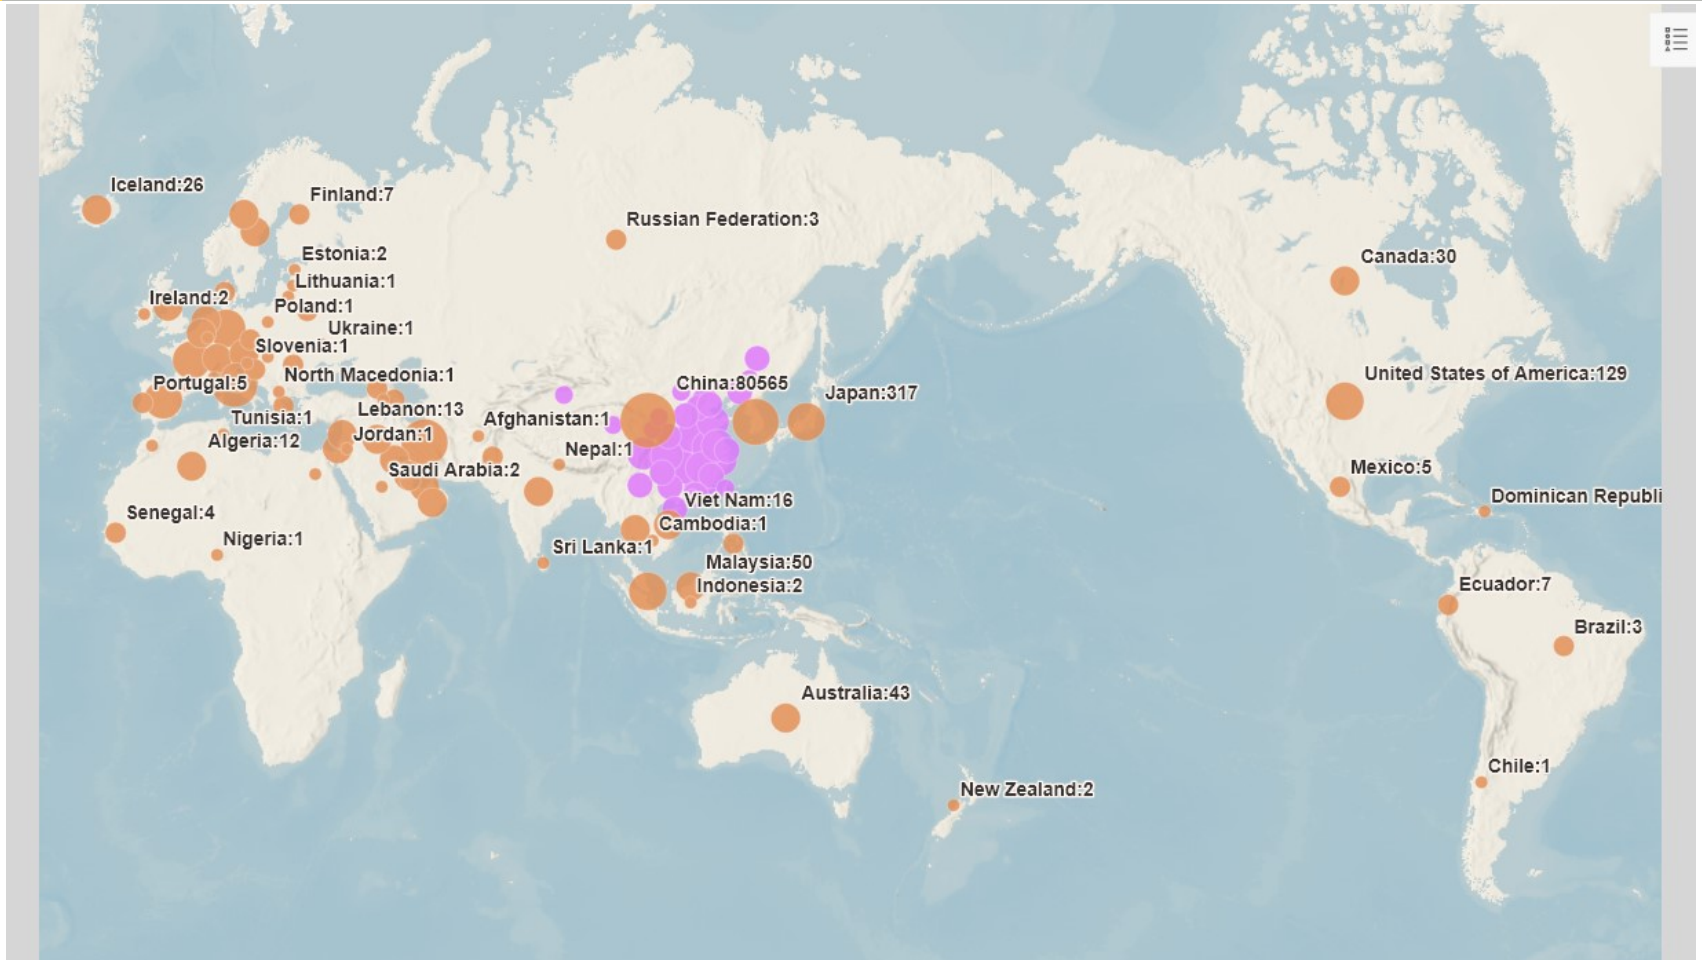 Iceland:26
Finland:7
Russian Federation:3
Estonia:2
Canada:30
Lithuania:1
Ireland:2
Poland:1
Ukraine:1
Slovenia:1
United States of America:129
North Macedonia:1
Portugal:5
China:80565
Japan:317
Lebanon:13
Tunisia:1
Afghanistan:1
Jordan:1
Algeria:12
Nepal:1
Saudi Arabia:2
Mexico:5
Dominican Republi
Viet Nam:16
Senegal:4
Cambodia:1
Nigeria:1
Sri Lanka:1
Malaysia:50
Indonesia:2
Ecuador:7
Brazil:3
Australia:43
Chile:1
New Zealand:2